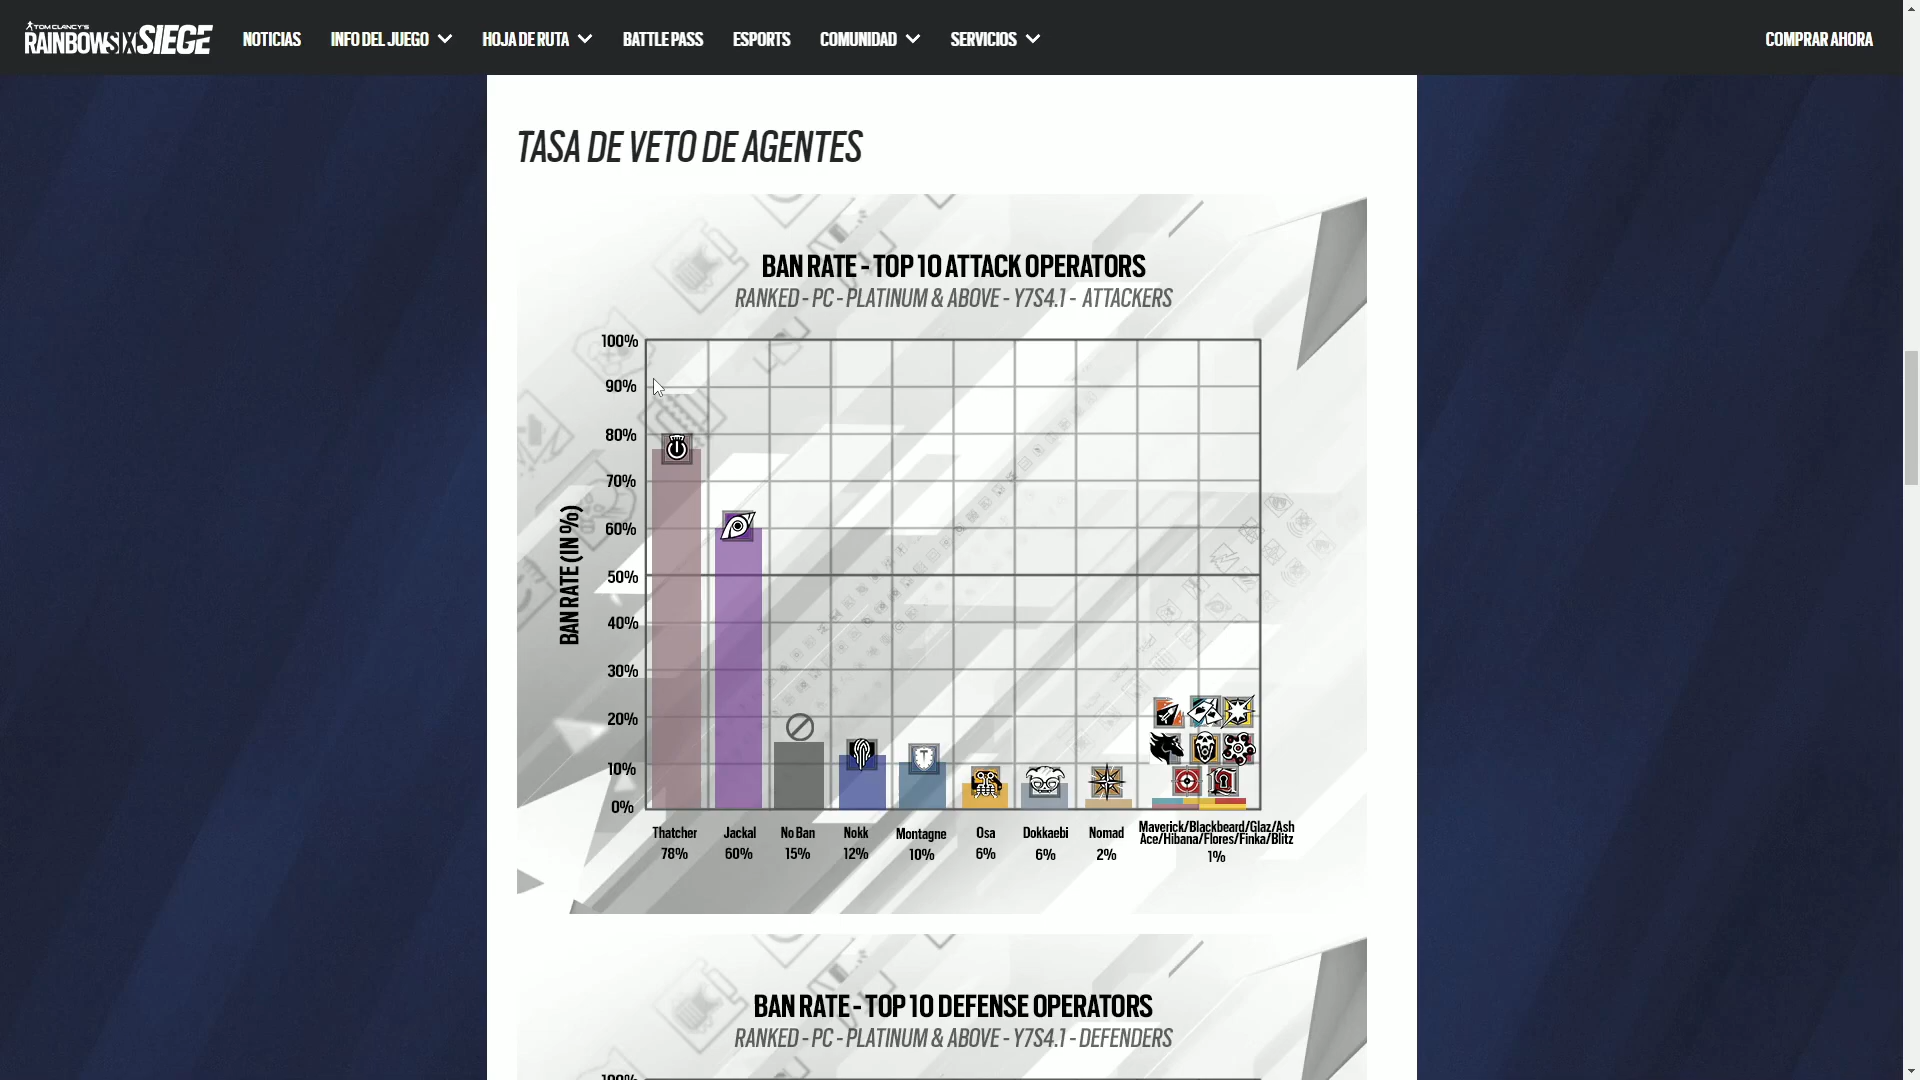 TOM CLANCY'S
RAINBOWSIX SIEGE
NOTICIAS INFO DEL JUEGO HOJA DE RUTA BATTLE PASS ESPORTS COMUNIDAD SERVICIOS COMPRAR AHORA
TASA DE VETO DE AGENTES
BAN RATE - TOP 10 ATTACK OPERATORS
RANKED - PC - PLATINUM & ABOVE - Y7S4.1 - ATTACKERS
100%
90%
80%
70%
60%
50%
40%
30%
20%
10%
0%
BAN RATE (IN %)
Thatcher
78%
Jackal
60%
No Ban
15%
Nokk
12%
Montagne
10%
Osa
6%
Dokkaebi
6%
Nomad
2%
Maverick/Blackbeard/Glaz/Ash
Ace/Hibana/Flores/Finka/Blitz
1%
BAN RATE - TOP 10 DEFENSE OPERATORS
RANKED - PC - PLATINUM & ABOVE - Y7S4.1 - DEFENDERS
100%